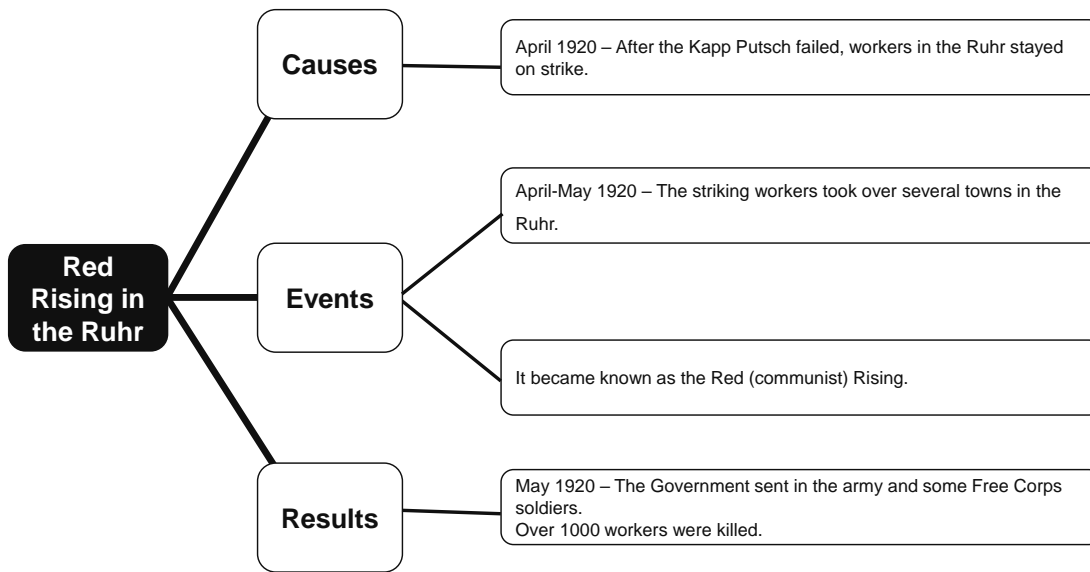 Red
Rising in
the Ruhr
Causes
April 1920 – After the Kapp Putsch failed, workers in the Ruhr stayed
on strike.
Events
April-May 1920 – The striking workers took over several towns in the
Ruhr.
It became known as the Red (communist) Rising.
Results
May 1920 – The Government sent in the army and some Free Corps
soldiers.
Over 1000 workers were killed.